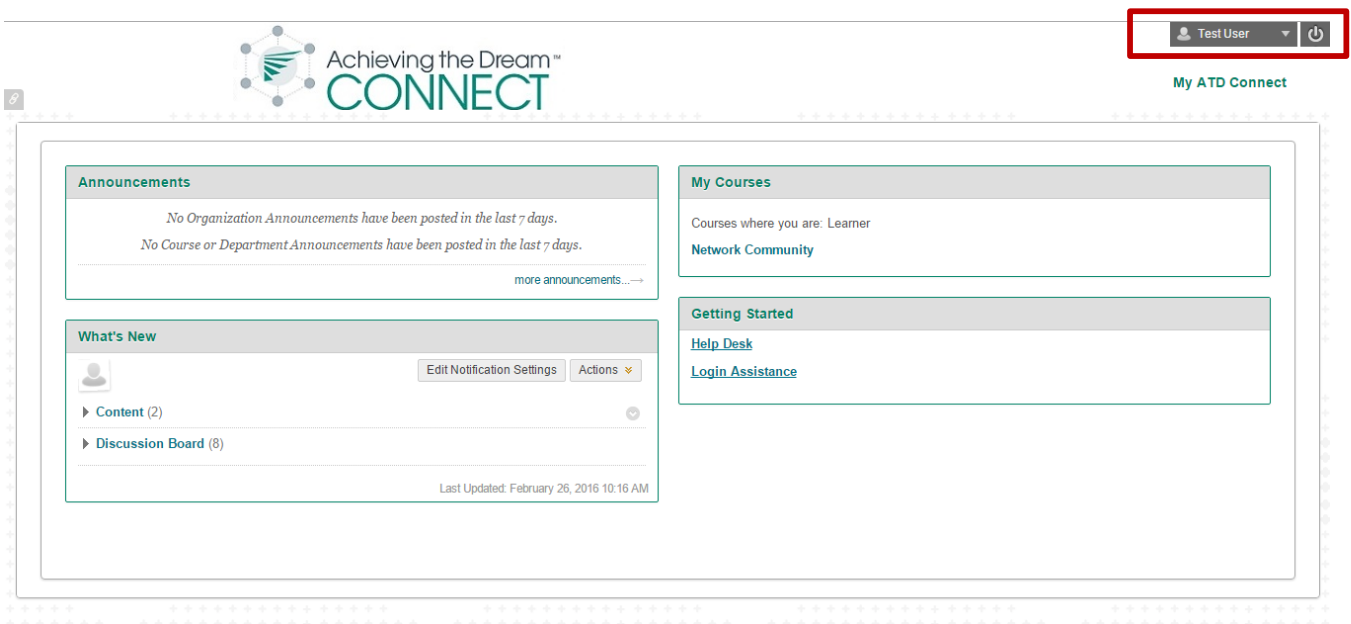 Test User
Achieving the Dream™
CONNECT
My ATD Connect
Announcements
No Organization Announcements have been posted in the last 7 days.
No Course or Department Announcements have been posted in the last 7 days.
more announcements...→
What's New
Edit Notification Settings
Actions
Content (2)
Discussion Board (8)
Last Updated: February 26, 2016 10:16 AM
My Courses
Courses where you are: Learner
Network Community
Getting Started
Help Desk
Login Assistance